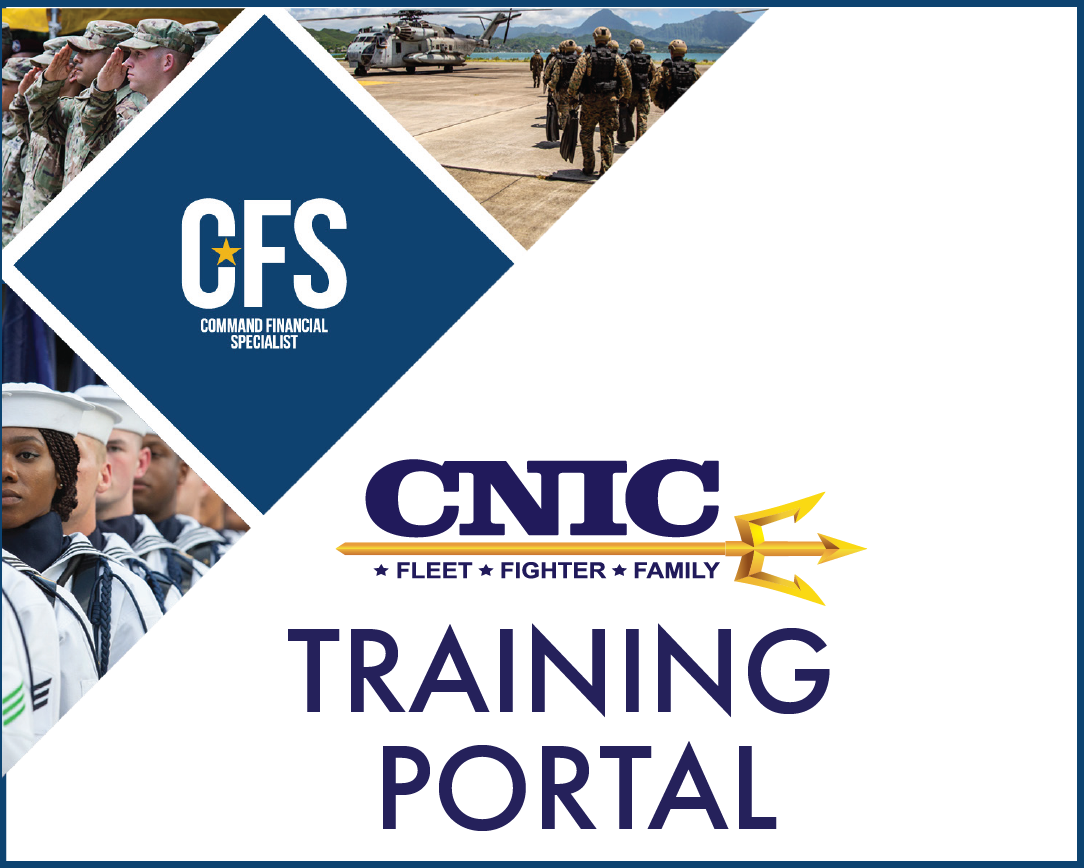 CFS
COMMAND FINANCIAL
SPECIALIST
CNIC
★ FLEET ★ FIGHTER ★ FAMILY
TRAINING
PORTAL